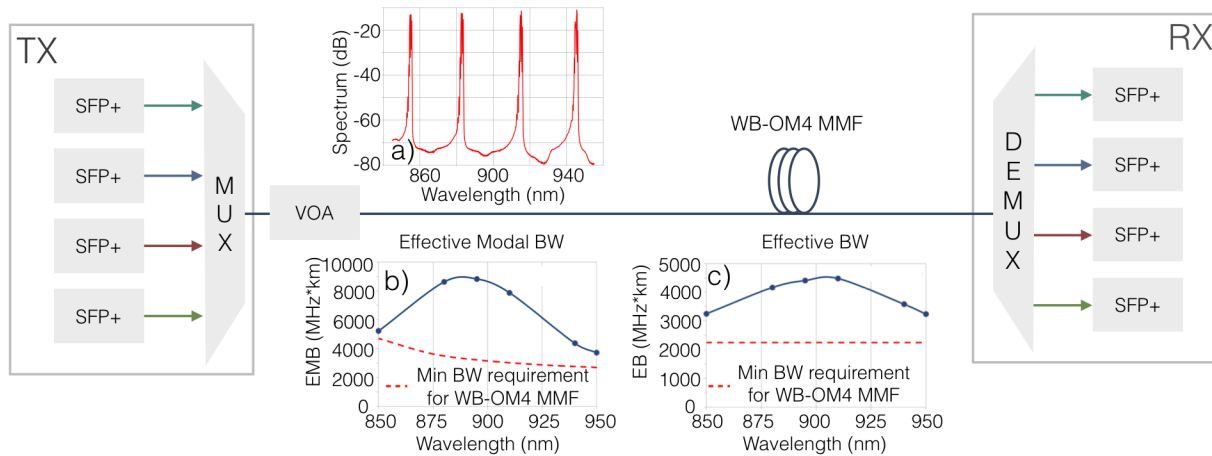 TX
SFP+
SFP+
SFP+
SFP+
MUX
VOA
Spectrum (dB)
-20
-40
-60
-80
a)
860
900
940
Wavelength (nm)
WB-OM4 MMF
Effective Modal BW
EMB (MHz*km)
10000
8000
6000
4000
2000
0
b)
Min BW requirement
for WB-OM4 MMF
850
875
900
925
950
Wavelength (nm)
Effective BW
EB (MHz*km)
5000
4000
3000
2000
1000
0
c)
Min BW requirement
for WB-OM4 MMF
850
875
900
925
950
Wavelength (nm)
RX
DEMUX
SFP+
SFP+
SFP+
SFP+